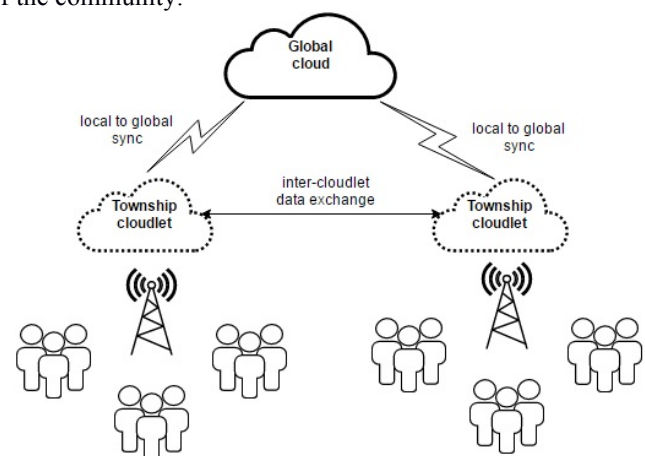 the community.
Global
cloud
local to global
sync
local to global
sync
inter-cloudlet
data exchange
Township
cloudlet
Township
cloudlet